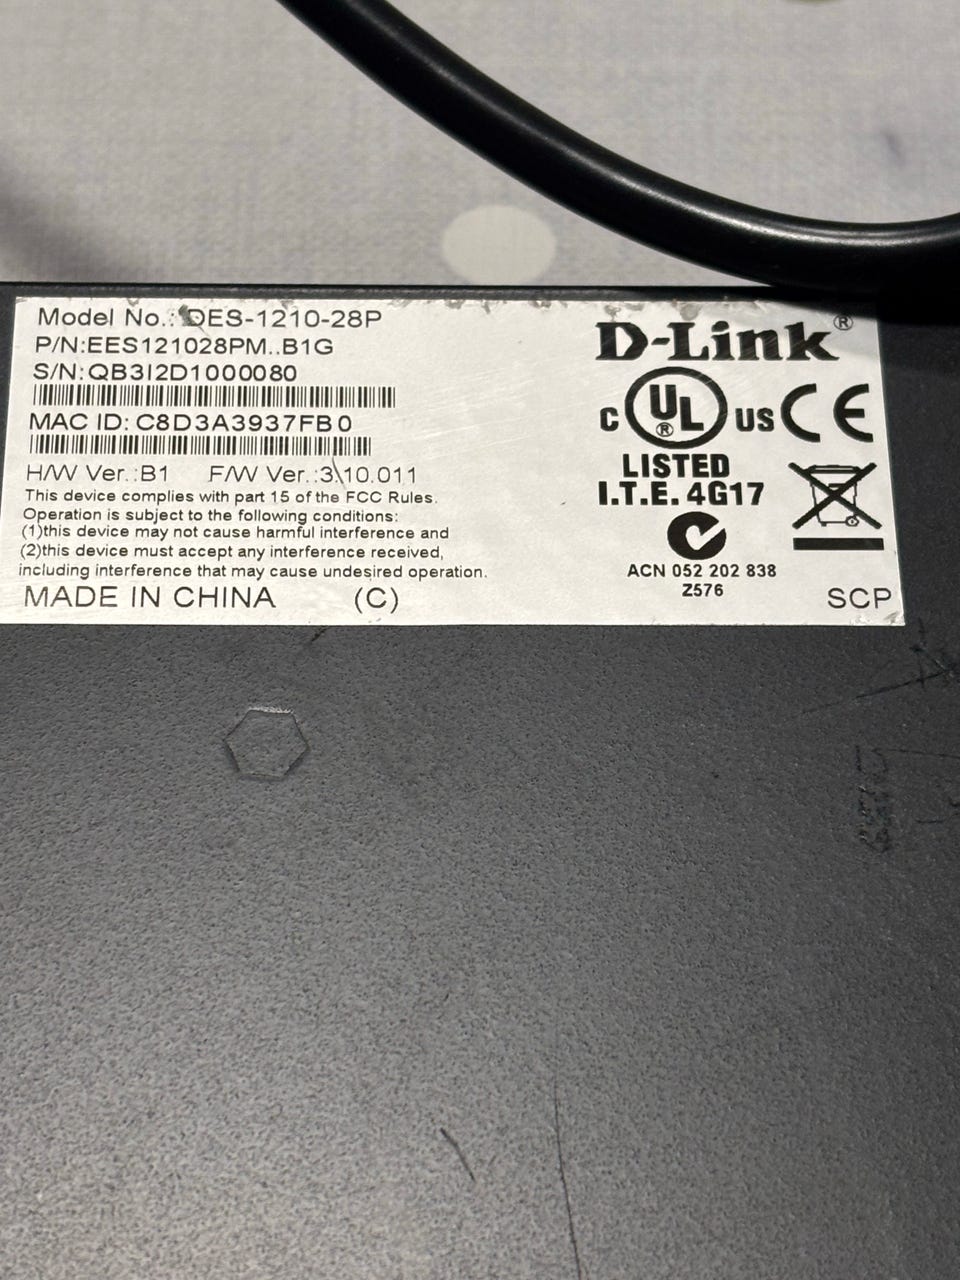 Model No.: DES-1210-28P
P/N:EES121028PM..B1G
S/N:QB3I2D1000080
MAC ID: C8D3A3937FB0
H/W Ver.:B1 F/W Ver.:3.10.011
This device complies with part 15 of the FCC Rules.
Operation is subject to the following conditions:
(1)this device may not cause harmful interference and
(2)this device must accept any interference received,
including interference that may cause undesired operation.
MADE IN CHINA (C)
D-Link®
C UL® US CE
LISTED
I.T.E. 4G17
ACN 052 202 838
Z576
SCP